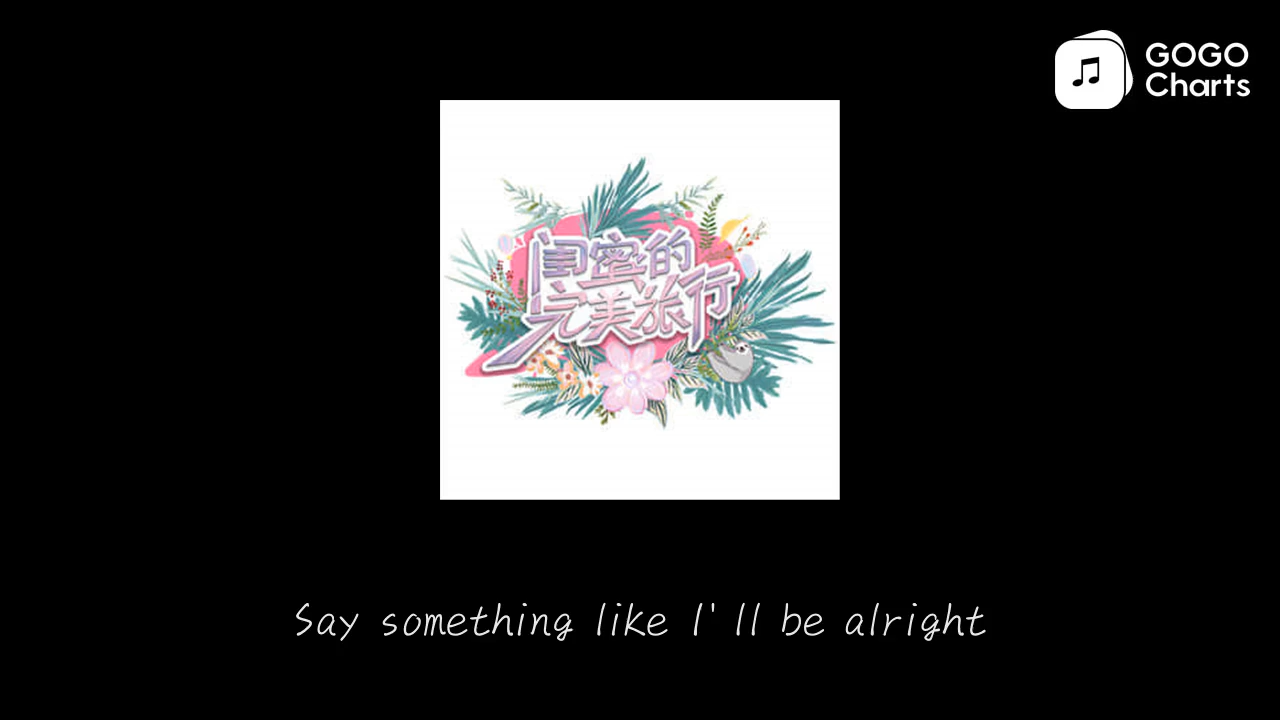 GOGO
Charts
闺蜜的
完美旅行
Say something like I'll be alright